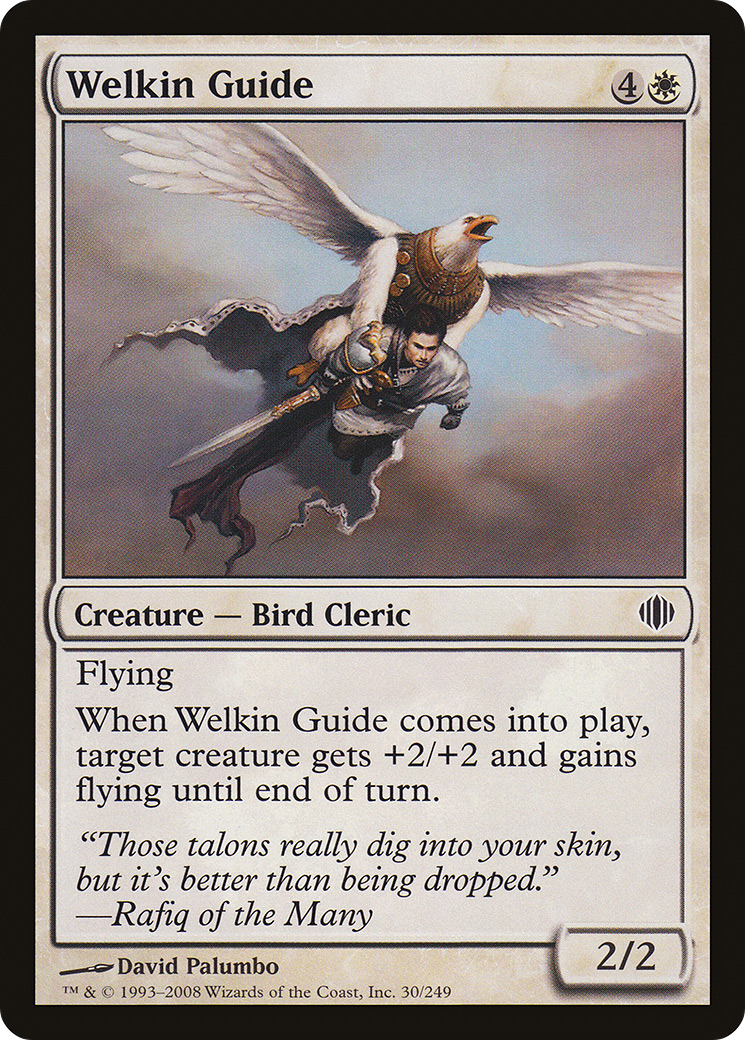 Welkin Guide 4
Creature — Bird Cleric
Flying
When Welkin Guide comes into play,
target creature gets +2/+2 and gains
flying until end of turn.
“Those talons really dig into your skin,
but it’s better than being dropped.”
—Rafiq of the Many
2/2
David Palumbo
™ & © 1993–2008 Wizards of the Coast, Inc. 30/249